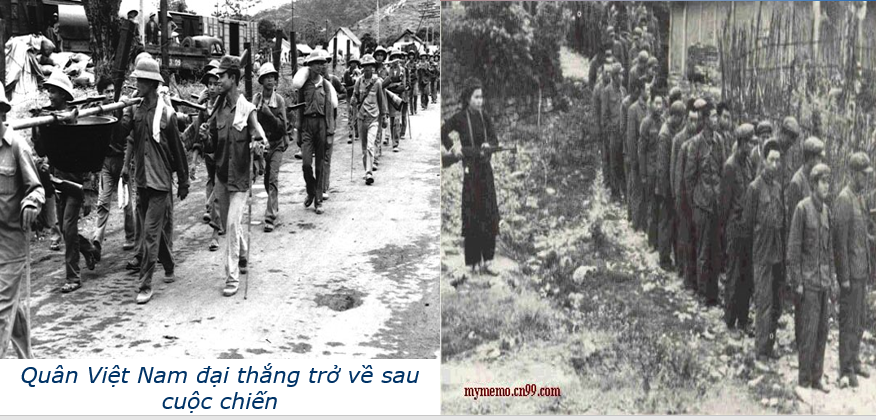 Quân Việt Nam đại thắng trở về sau
cuộc chiến
mymemo.cn99.com